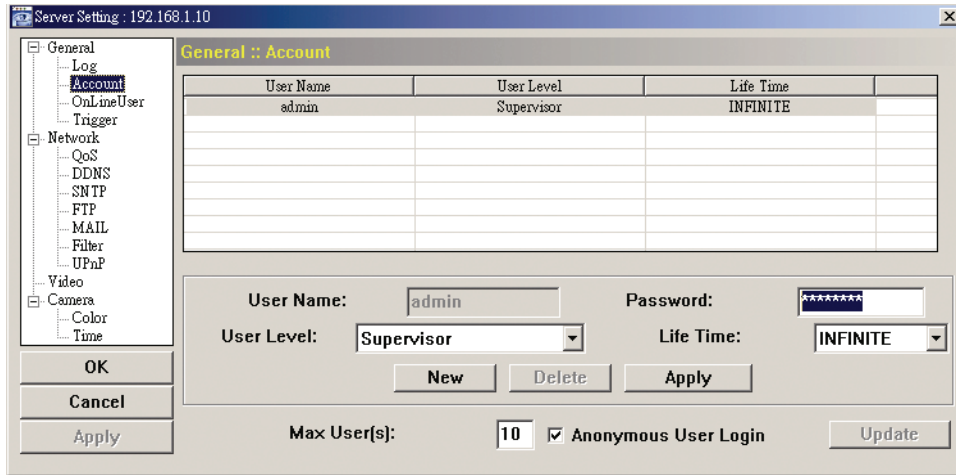 Server Setting : 192.168.1.10
General
Log
Account
OnLineUser
Trigger
Network
QoS
DDNS
SNTP
FTP
MAIL
Filter
UPnP
Video
Camera
Color
Time
OK
Cancel
Apply
General :: Account
User Name User Level Life Time
admin Supervisor INFINITE
User Name: admin Password: ********
User Level: Supervisor Life Time: INFINITE
New Delete Apply
Max User(s): 10 Anonymous User Login Update